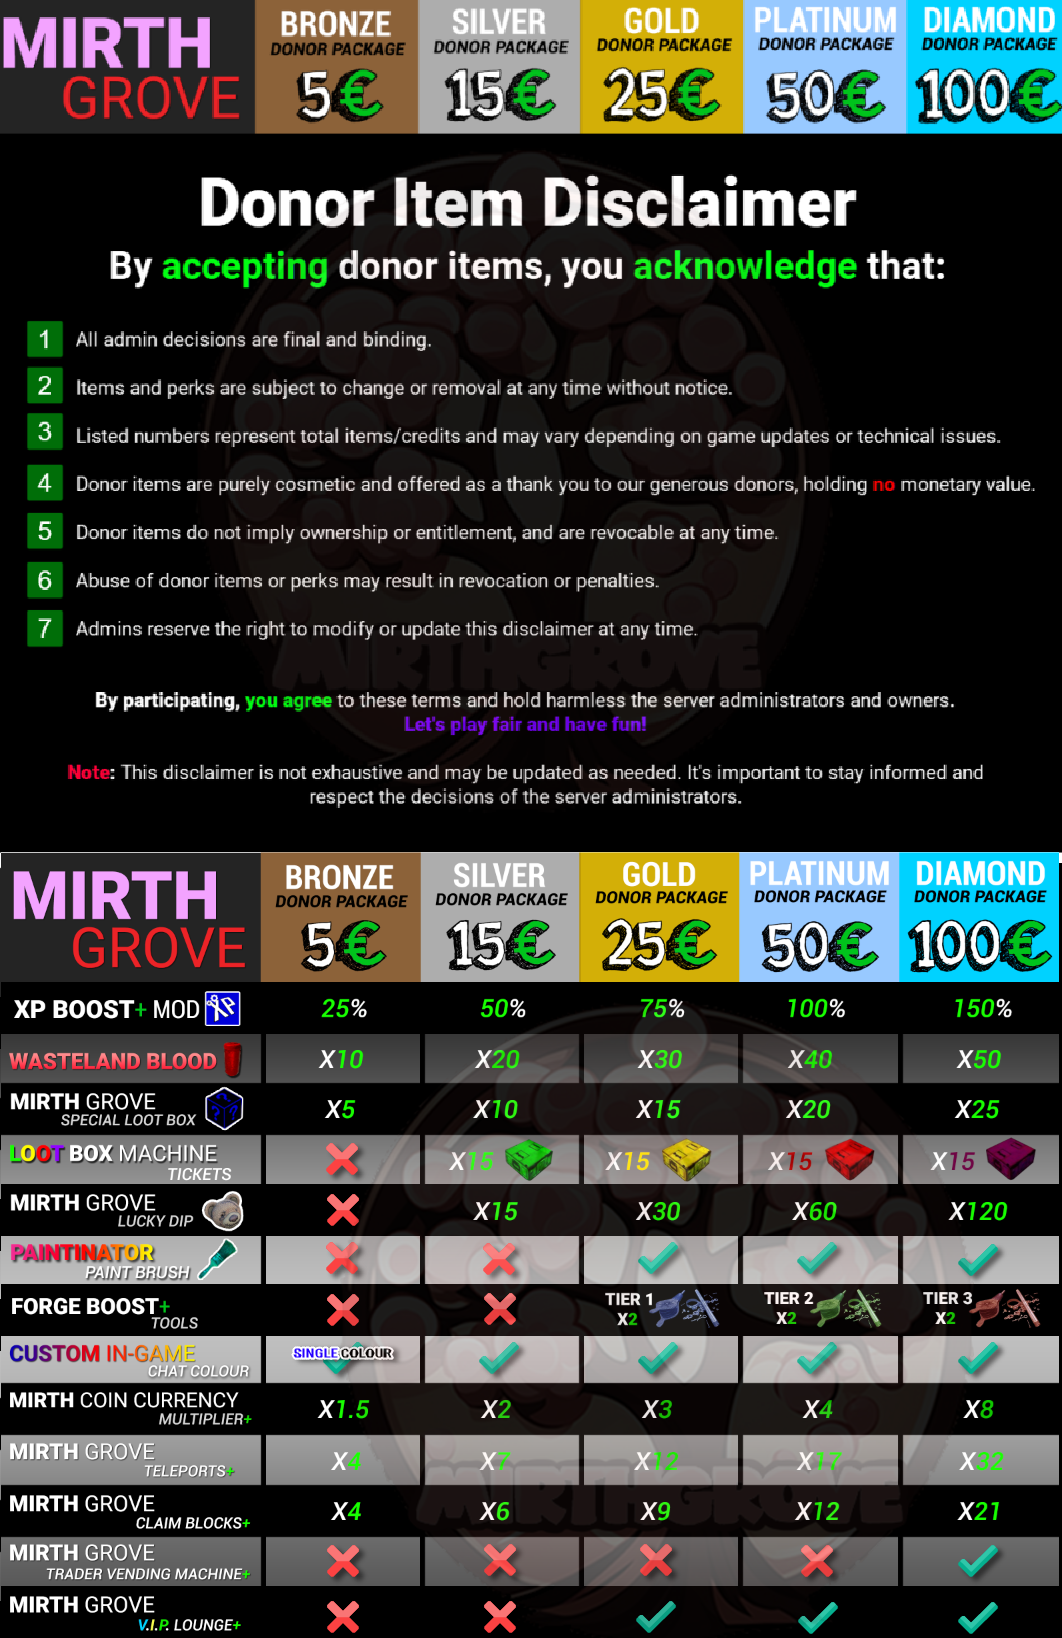 MIRTH GROVE
BRONZE DONOR PACKAGE 5€
SILVER DONOR PACKAGE 15€
GOLD DONOR PACKAGE 25€
PLATINUM DONOR PACKAGE 50€
DIAMOND DONOR PACKAGE 100€
Donor Item Disclaimer
By accepting donor items, you acknowledge that:
1 All admin decisions are final and binding.
2 Items and perks are subject to change or removal at any time without notice.
3 Listed numbers represent total items/credits and may vary depending on game updates or technical issues.
4 Donor items are purely cosmetic and offered as a thank you to our generous donors, holding no monetary value.
5 Donor items do not imply ownership or entitlement, and are revocable at any time.
6 Abuse of donor items or perks may result in revocation or penalties.
7 Admins reserve the right to modify or update this disclaimer at any time.
MIRTHGROVE
By participating, you agree to these terms and hold harmless the server administrators and owners.
Let's play fair and have fun!
Note: This disclaimer is not exhaustive and may be updated as needed. It's important to stay informed and
respect the decisions of the server administrators.
MIRTH GROVE
BRONZE DONOR PACKAGE 5€
SILVER DONOR PACKAGE 15€
GOLD DONOR PACKAGE 25€
PLATINUM DONOR PACKAGE 50€
DIAMOND DONOR PACKAGE 100€
XP BOOST+ MOD XP 25% 50% 75% 100% 150%
WASTELAND BLOOD X10 X20 X30 X40 X50
MIRTH GROVE
SPECIAL LOOT BOX X5 X10 X15 X20 X25
LOOT BOX MACHINE
TICKETS X15 X15 X15 X15
MIRTH GROVE
LUCKY DIP X15 X30 X60 X120
PAINTINATOR
PAINT BRUSH
FORGE BOOST+
TOOLS TIER 1 X2 TIER 2 X2 TIER 3 X2
CUSTOM IN-GAME
CHAT COLOUR SINGLE COLOUR
MIRTH COIN CURRENCY
MULTIPLIER+ X1.5 X2 X3 X4 X8
MIRTH GROVE
TELEPORTS+ X4 X7 X12 X17 X32
MIRTHGROVE
MIRTH GROVE
CLAIM BLOCKS+ X4 X6 X9 X12 X21
MIRTH GROVE
TRADER VENDING MACHINE+
MIRTH GROVE
V.I.P. LOUNGE+